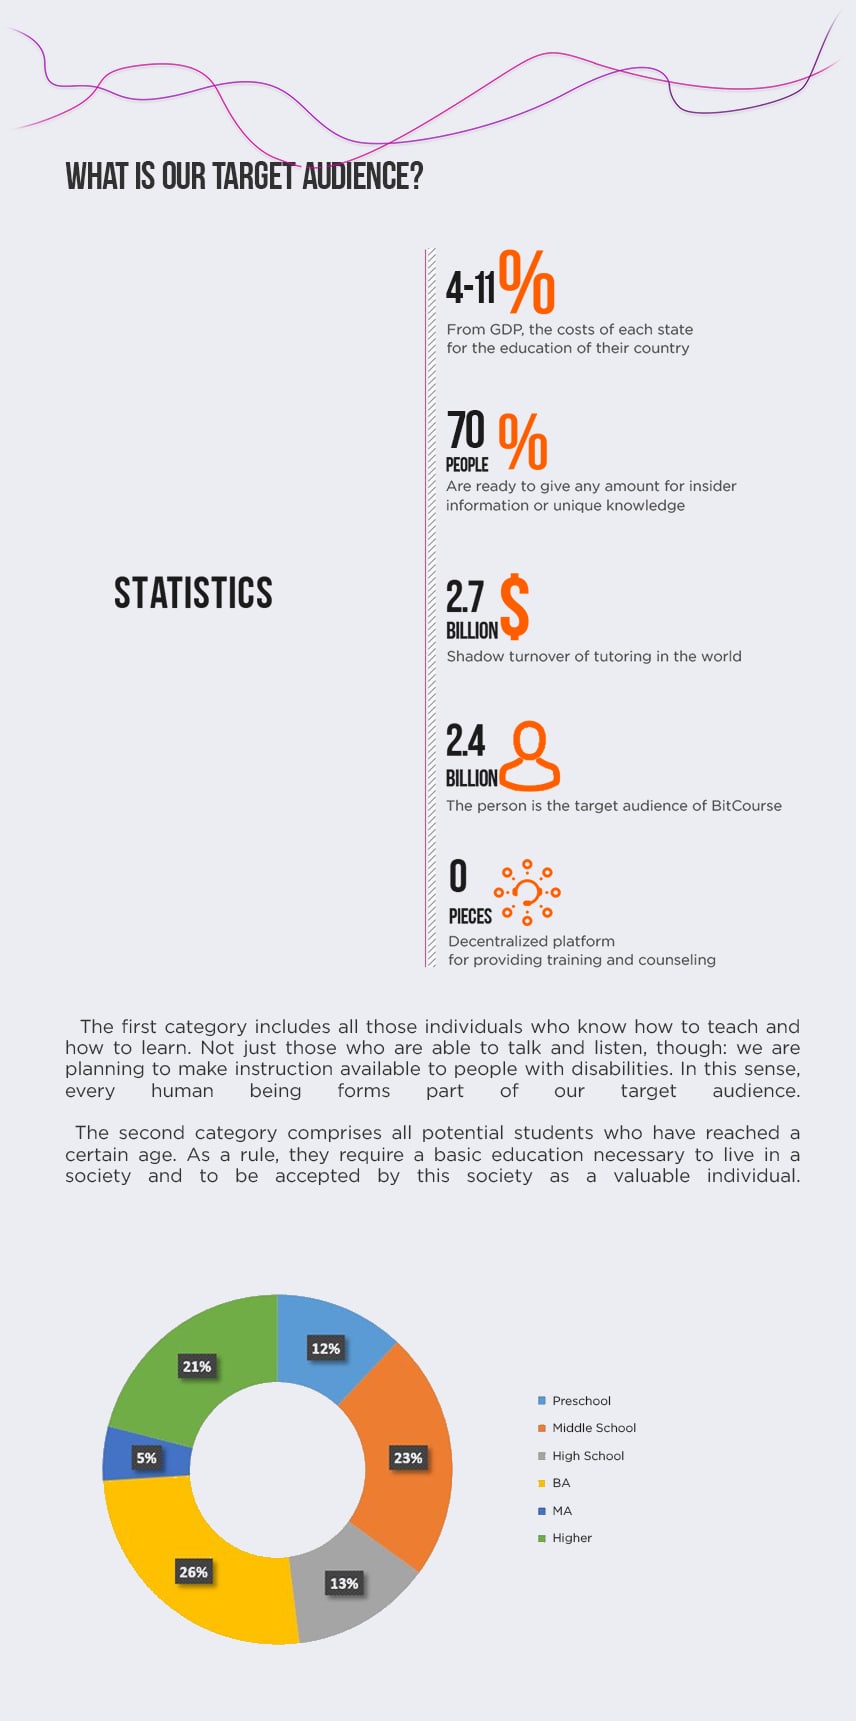 WHAT IS OUR TARGET AUDIENCE?
STATISTICS
4-11%
From GDP, the costs of each state
for the education of their country
70 %
PEOPLE
Are ready to give any amount for insider
information or unique knowledge
2.7 $
BILLION
Shadow turnover of tutoring in the world
2.4
BILLION
The person is the target audience of BitCourse
0
PIECES
Decentralized platform
for providing training and counseling
The first category includes all those individuals who know how to teach and
how to learn. Not just those who are able to talk and listen, though: we are
planning to make instruction available to people with disabilities. In this sense,
every human being forms part of our target audience.
The second category comprises all potential students who have reached a
certain age. As a rule, they require a basic education necessary to live in a
society and to be accepted by this society as a valuable individual.
12%
23%
13%
26%
5%
21%
Preschool
Middle School
High School
BA
MA
Higher